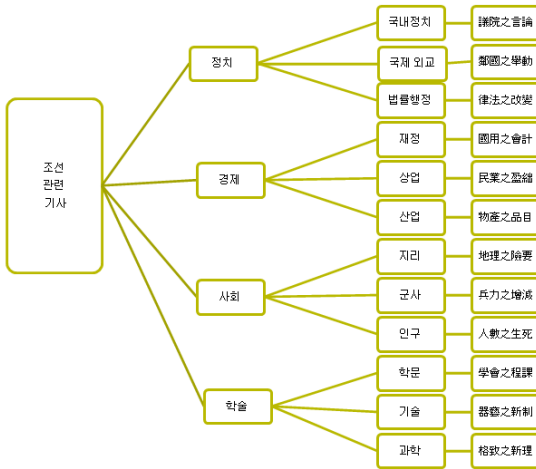 조선
관련
기사
정치
국내정치
議院之言論
국제 외교
鄰國之舉動
법률행정
律法之改變
경제
재정
國用之會計
상업
民業之盈縮
산업
物產之品目
사회
지리
地理之險要
군사
兵力之增減
인구
人數之生死
학술
학문
學會之程課
기술
器藝之新制
과학
格致之新理